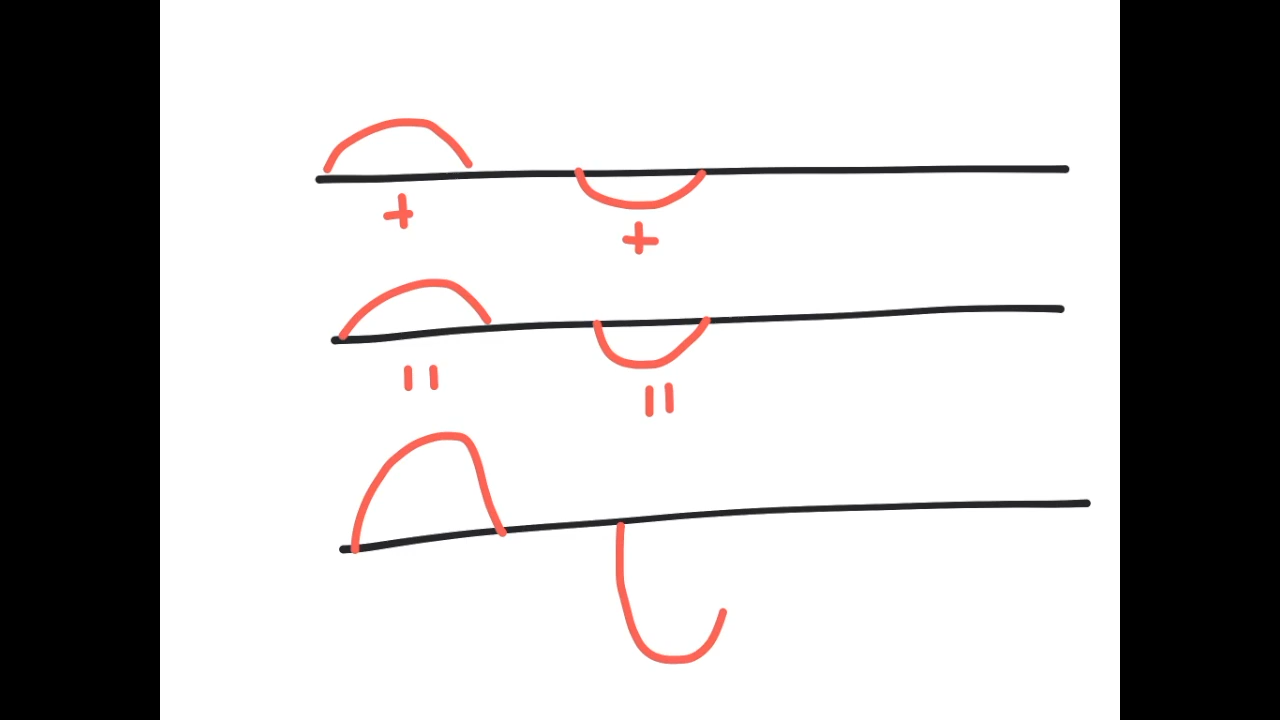 + +
= =